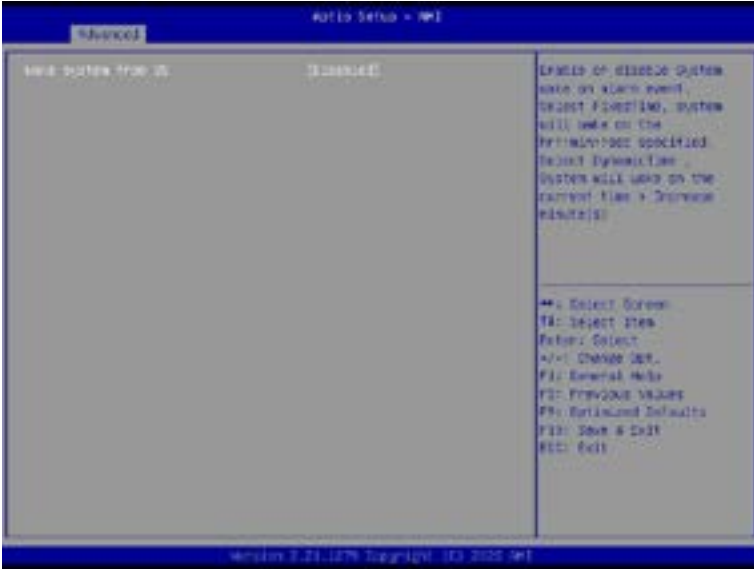 Aptio Setup - AMI
Advanced
Wake system from S5 [Disabled]
Enable or disable System
wake on alarm event.
Select FixedTime, system
will wake on the
hr::min::sec specified.
Select DynamicTime ,
System will wake on the
current time + Increase
minute(s)
Select Screen
Select Item
Enter: Select
+/-: Change Opt.
F1: General Help
F2: Previous Values
F9: Optimized Defaults
F10: Save & Exit
ESC: Exit
Version Copyright (C) AMI